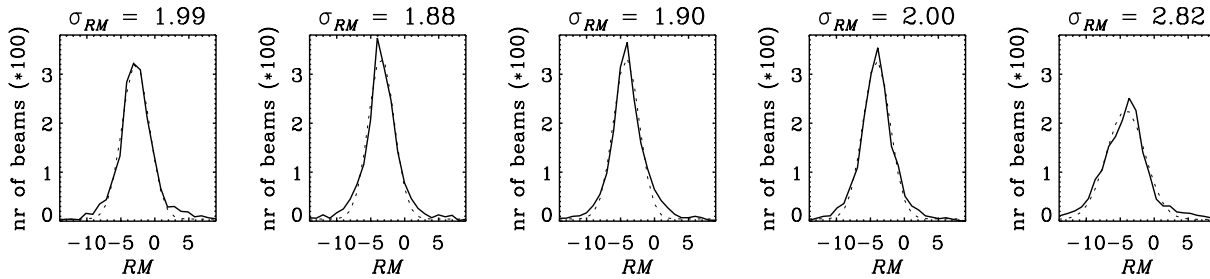 σRM = 1.99
nr of beams (*100)
3
2
1
0
−10−5 0 5
RM
σRM = 1.88
nr of beams (*100)
3
2
1
0
−10−5 0 5
RM
σRM = 1.90
nr of beams (*100)
3
2
1
0
−10−5 0 5
RM
σRM = 2.00
nr of beams (*100)
3
2
1
0
−10−5 0 5
RM
σRM = 2.82
nr of beams (*100)
3
2
1
0
−10−5 0 5
RM